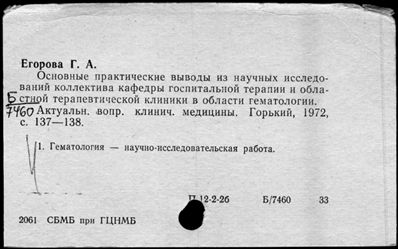 Егорова Г. А.
Основные практические выводы из научных исследо-
ваний коллектива кафедры госпитальной терапии и обла-
Б стной терапевтической клиники в области гематологии.
7460 Актуальн. вопр. клинич. медицины. Горький, 1972,
с. 137—138.
1. Гематология — научно-исследовательская работа.
П 12-2-26 Б/7460 33
2061 СБМБ при ГЦНМБ